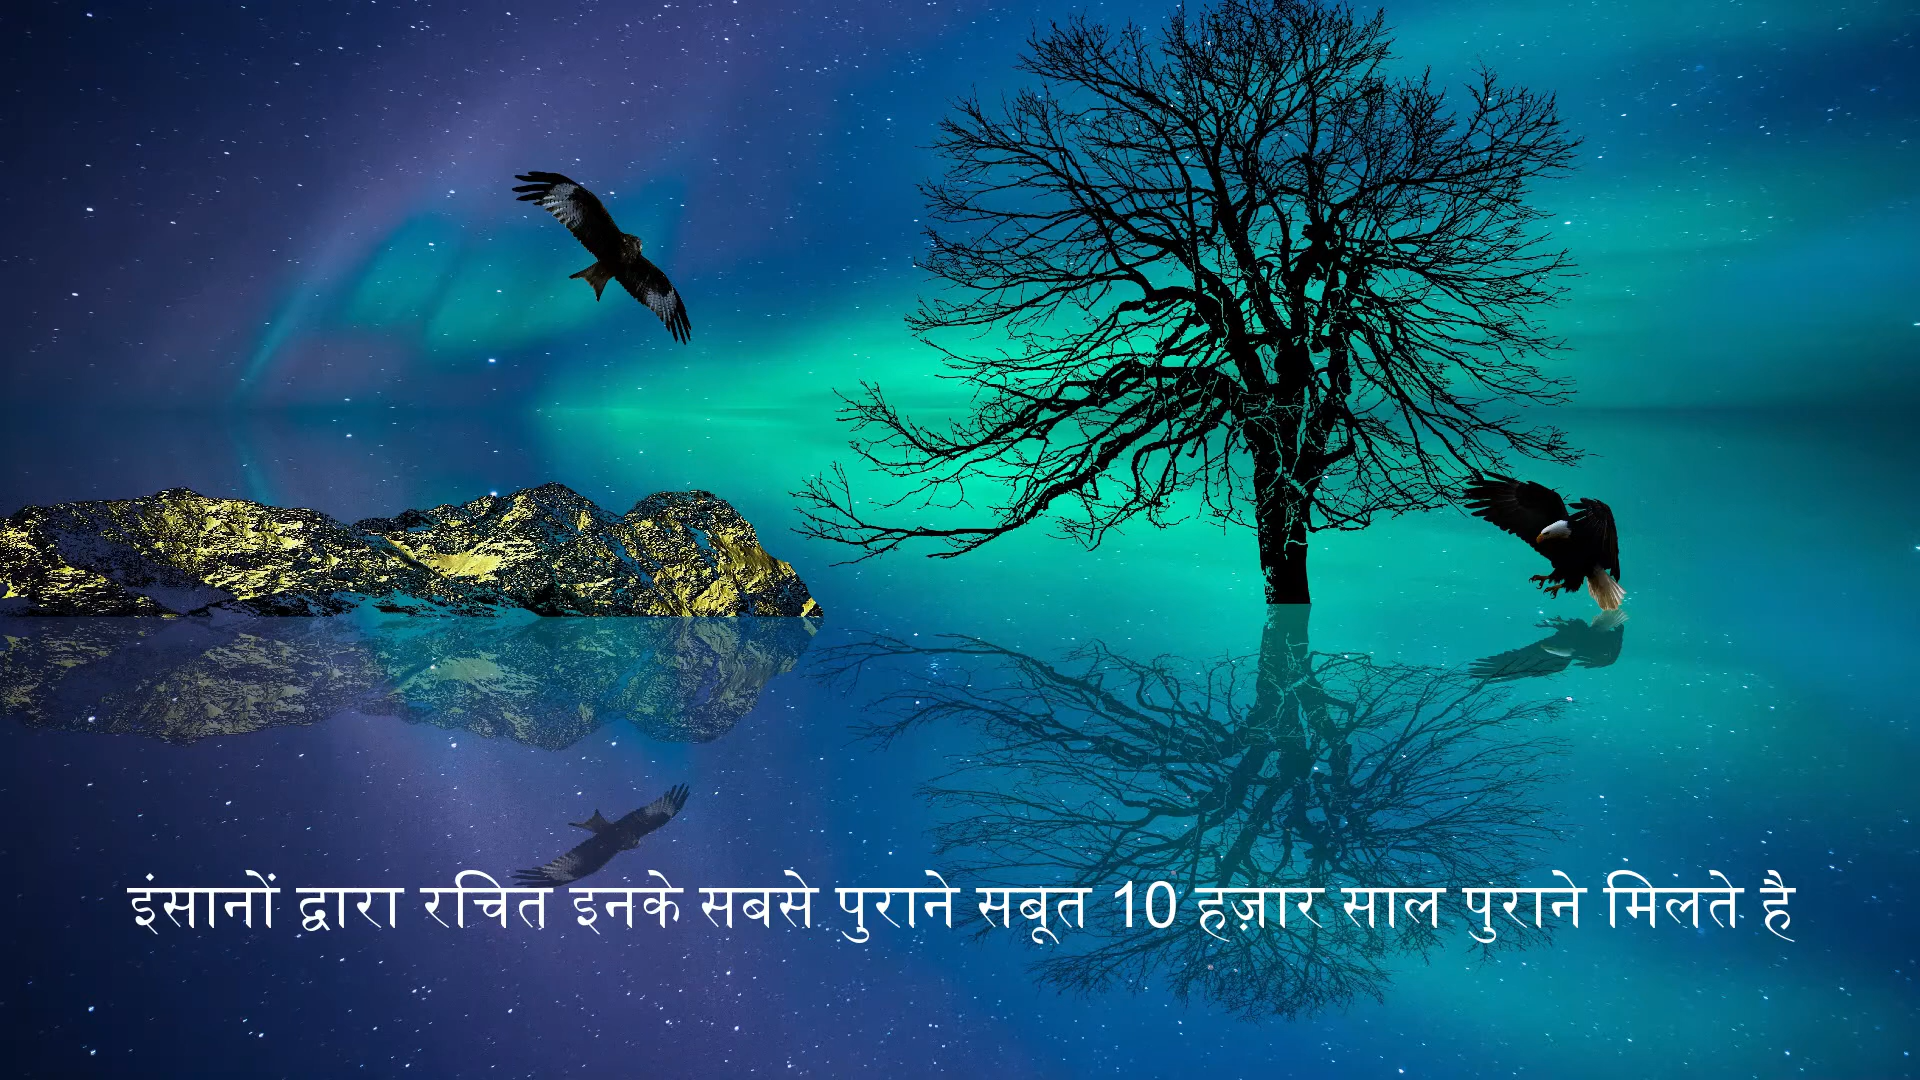 इंसानों द्वारा रचित इनके सबसे पुराने सबूत 10 हज़ार साल पुराने मिलते है